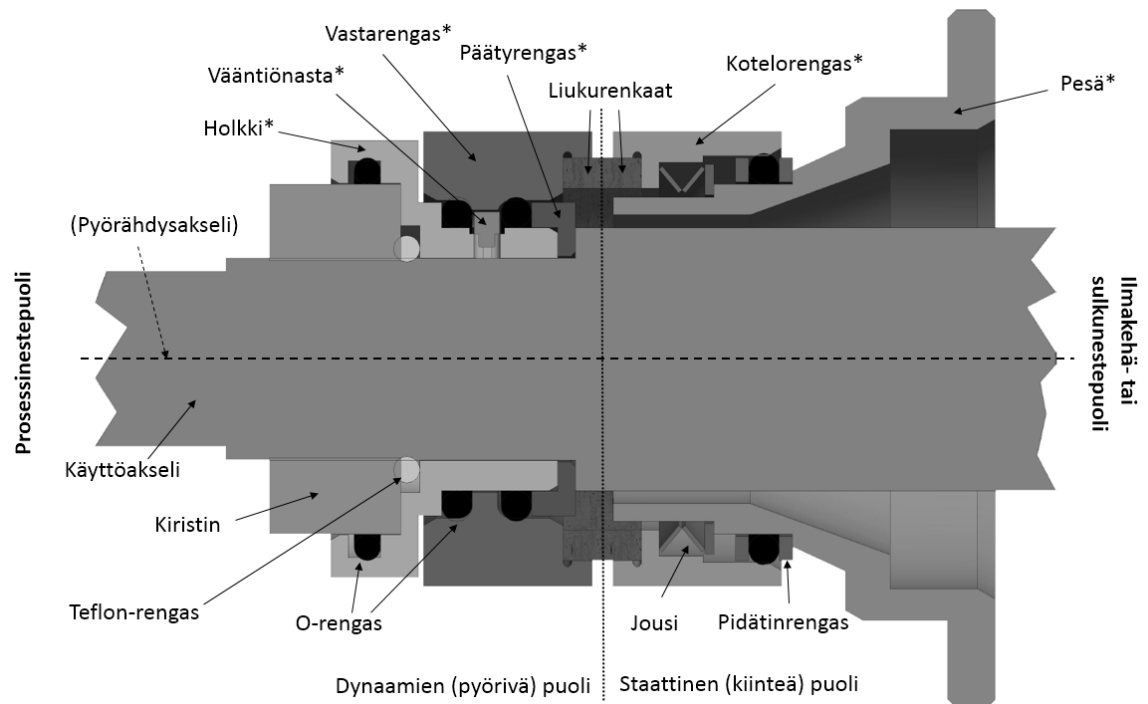 Vastarengas*
Päätyrengas*
Vääntiönasta*
Kotelorengas*
Liukurenkaat
Pesä*
Holkki*
(Pyörähdysakseli)
Prosessinestepuoli
Ilmakehä- tai
sulkunestepuoli
Käyttöakseli
Kiristin
Teflon-rengas
O-rengas
Jousi
Pidätinrengas
Dynaamien (pyörivä) puoli
Staattinen (kiinteä) puoli